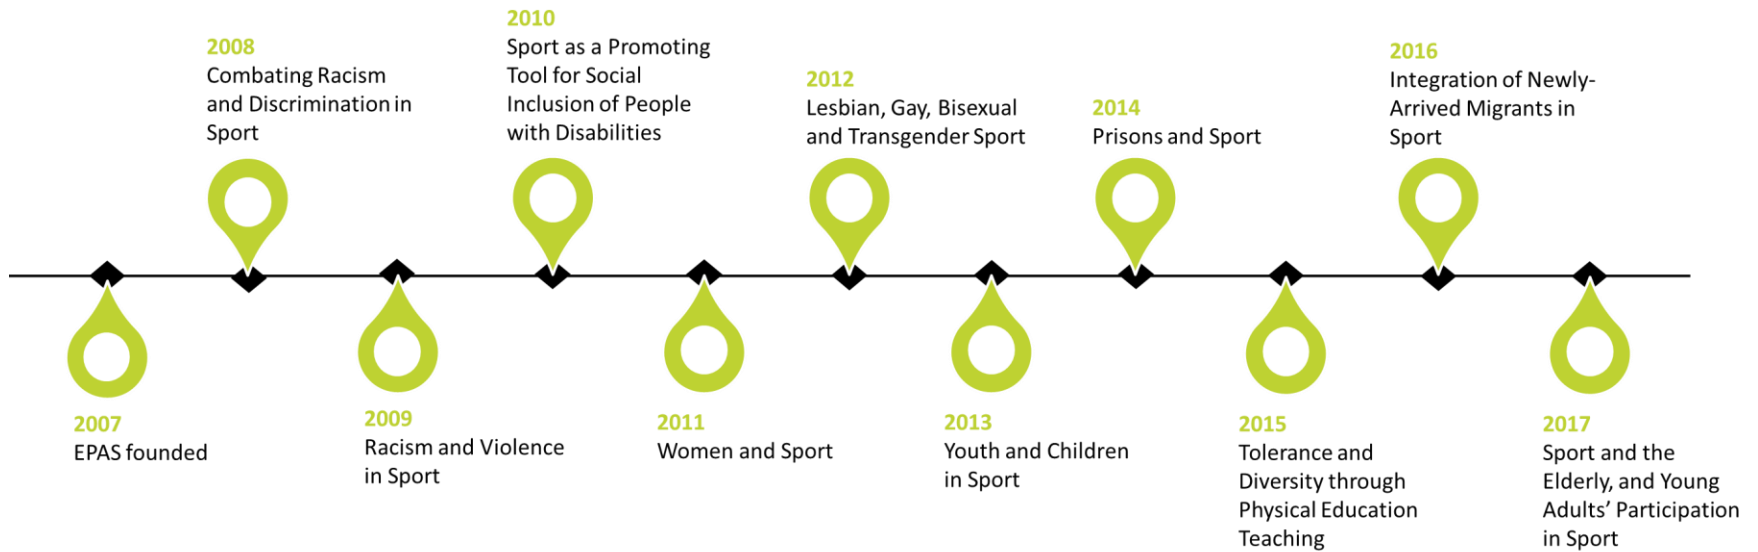 2007
EPAS founded
2008
Combating Racism
and Discrimination in
Sport
2009
Racism and Violence
in Sport
2010
Sport as a Promoting
Tool for Social
Inclusion of People
with Disabilities
2011
Women and Sport
2012
Lesbian, Gay, Bisexual
and Transgender Sport
2013
Youth and Children
in Sport
2014
Prisons and Sport
2015
Tolerance and
Diversity through
Physical Education
Teaching
2016
Integration of Newly-
Arrived Migrants in
Sport
2017
Sport and the
Elderly, and Young
Adults’ Participation
in Sport